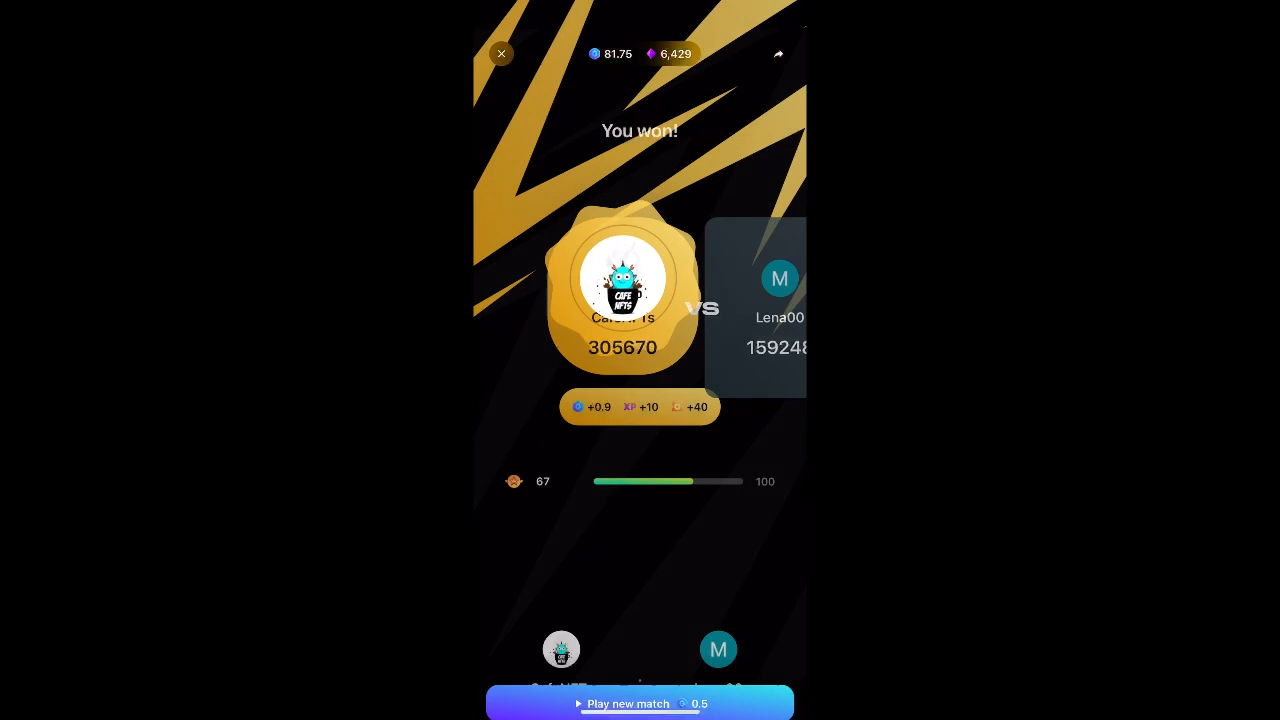 81.75 6,429
You won!
CAFE
NFTS
VS
M
Lena00
305670
159248
+0.9 XP +10 +40
67 100
M
Play new match 0.5